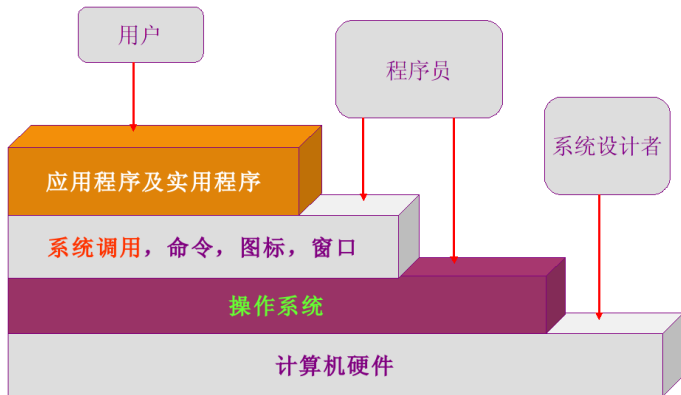 用户
程序员
系统设计者
应用程序及实用程序
系统调用，命令，图标，窗口
操作系统
计算机硬件